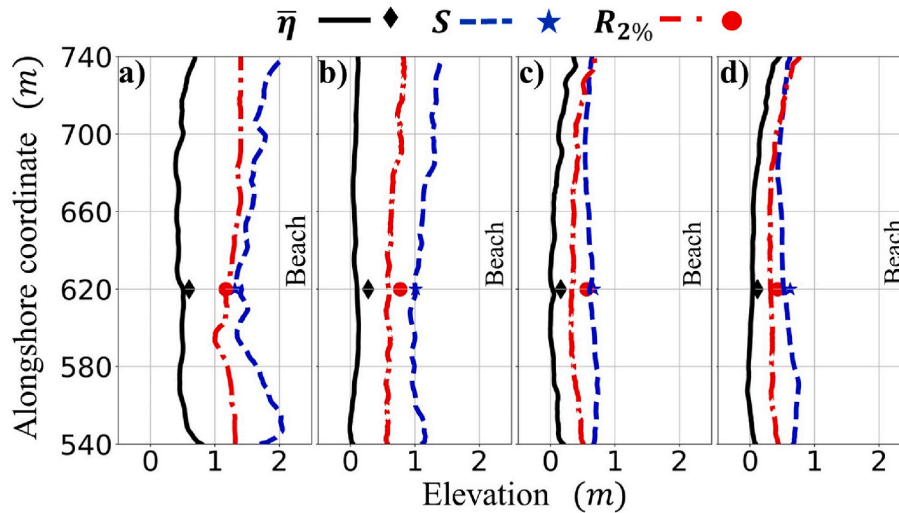 η̅ S R2%
740
700
660
620
580
540
Alongshore coordinate (m)
a) b) c) d)
Beach Beach Beach Beach
0 1 2 0 1 2 0 1 2 0 1 2
Elevation (m)